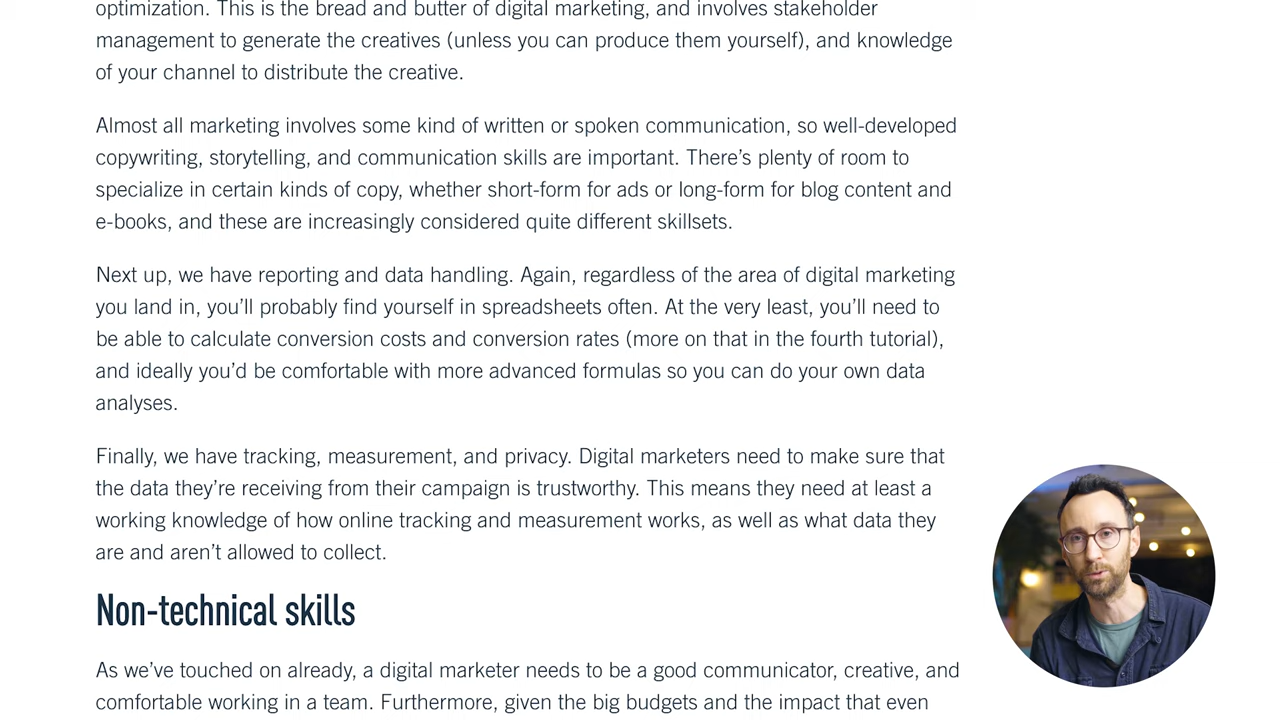 optimization. This is the bread and butter of digital marketing, and involves stakeholder
management to generate the creatives (unless you can produce them yourself), and knowledge
of your channel to distribute the creative.
Almost all marketing involves some kind of written or spoken communication, so well-developed
copywriting, storytelling, and communication skills are important. There’s plenty of room to
specialize in certain kinds of copy, whether short-form for ads or long-form for blog content and
e-books, and these are increasingly considered quite different skillsets.
Next up, we have reporting and data handling. Again, regardless of the area of digital marketing
you land in, you’ll probably find yourself in spreadsheets often. At the very least, you’ll need to
be able to calculate conversion costs and conversion rates (more on that in the fourth tutorial),
and ideally you’d be comfortable with more advanced formulas so you can do your own data
analyses.
Finally, we have tracking, measurement, and privacy. Digital marketers need to make sure that
the data they’re receiving from their campaign is trustworthy. This means they need at least a
working knowledge of how online tracking and measurement works, as well as what data they
are and aren’t allowed to collect.
Non-technical skills
As we’ve touched on already, a digital marketer needs to be a good communicator, creative, and
comfortable working in a team. Furthermore, given the big budgets and the impact that even